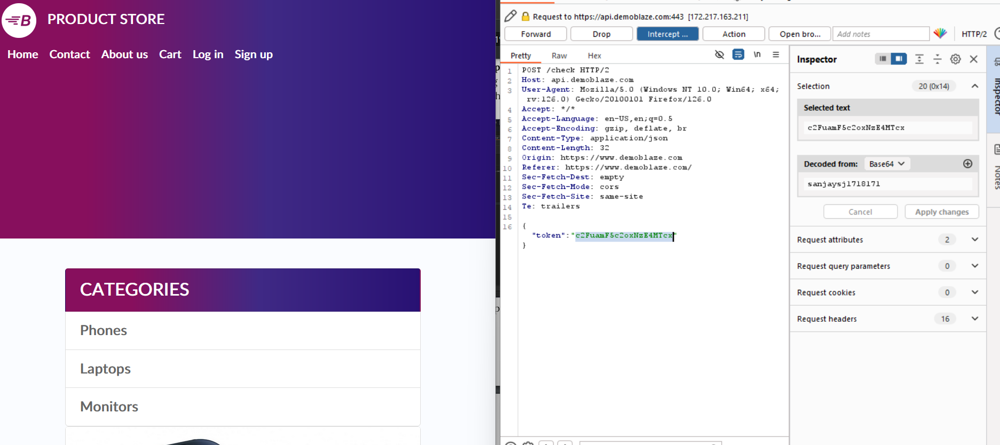 B PRODUCT STORE
Home Contact About us Cart Log in Sign up
CATEGORIES
Phones
Laptops
Monitors
Request to https://api.demoblaze.com:443 [172.217.163.211]
Forward Drop Intercept ... Action Open bro... Add notes HTTP/2
Pretty Raw Hex \n
1 POST /check HTTP/2
2 Host: api.demoblaze.com
3 User-Agent: Mozilla/5.0 (Windows NT 10.0; Win64; x64;
rv:126.0) Gecko/20100101 Firefox/126.0
4 Accept: */*
5 Accept-Language: en-US,en;q=0.5
6 Accept-Encoding: gzip, deflate, br
7 Content-Type: application/json
8 Content-Length: 32
9 Origin: https://www.demoblaze.com
10 Referer: https://www.demoblaze.com/
11 Sec-Fetch-Dest: empty
12 Sec-Fetch-Mode: cors
13 Sec-Fetch-Site: same-site
14 Te: trailers
15
16 {
"token":"c2FuamF5c2oxNzE4MTcx"
}
Inspector
Selection 20 (0x14)
Selected text
c2FuamF5c2oxNzE4MTcx
Decoded from: Base64
sanjaysj1718171
Cancel Apply changes
Request attributes 2
Request query parameters 0
Request cookies 0
Request headers 16
Inspector
Notes